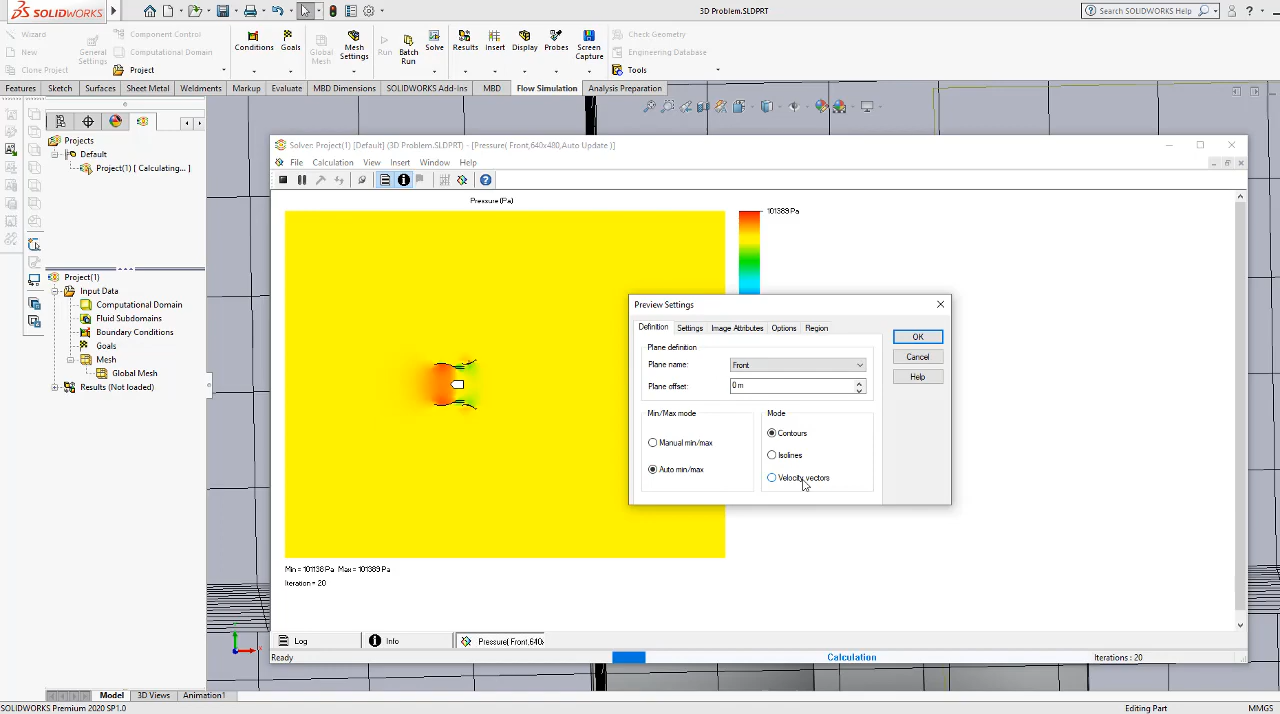 SOLIDWORKS
3D Problem.SLDPRT
Search SOLIDWORKS Help
Wizard
New
Clone Project
General Settings
Component Control
Computational Domain
Project
Conditions
Goals
Global Mesh
Mesh Settings
Run
Batch Run
Solve
Results
Insert
Display
Probes
Screen Capture
Check Geometry
Engineering Database
Tools
Features
Sketch
Surfaces
Sheet Metal
Weldments
Markup
Evaluate
MBD Dimensions
SOLIDWORKS Add-Ins
MBD
Flow Simulation
Analysis Preparation
Projects
Default
Project(1) [ Calculating... ]
Project(1)
Input Data
Computational Domain
Fluid Subdomains
Boundary Conditions
Goals
Mesh
Global Mesh
Results (Not loaded)
Solver: Project(1) [Default] (3D Problem.SLDPRT) - [Pressure( Front,640x480,Auto Update )]
File
Calculation
View
Insert
Window
Help
Pressure (Pa)
101389 Pa
Preview Settings
Definition
Settings
Image Attributes
Options
Region
Plane definition
Plane name:
Front
Plane offset:
0 m
Min/Max mode
Manual min/max
Auto min/max
Mode
Contours
Isolines
Velocity vectors
OK
Cancel
Help
Min = 101138 Pa Max = 101389 Pa
Iteration = 20
Log
Info
Pressure( Front,640x
Ready
Calculation
Iterations : 20
Model
3D Views
Animation1
SOLIDWORKS Premium 2020 SP1.0
Editing Part
MMGS